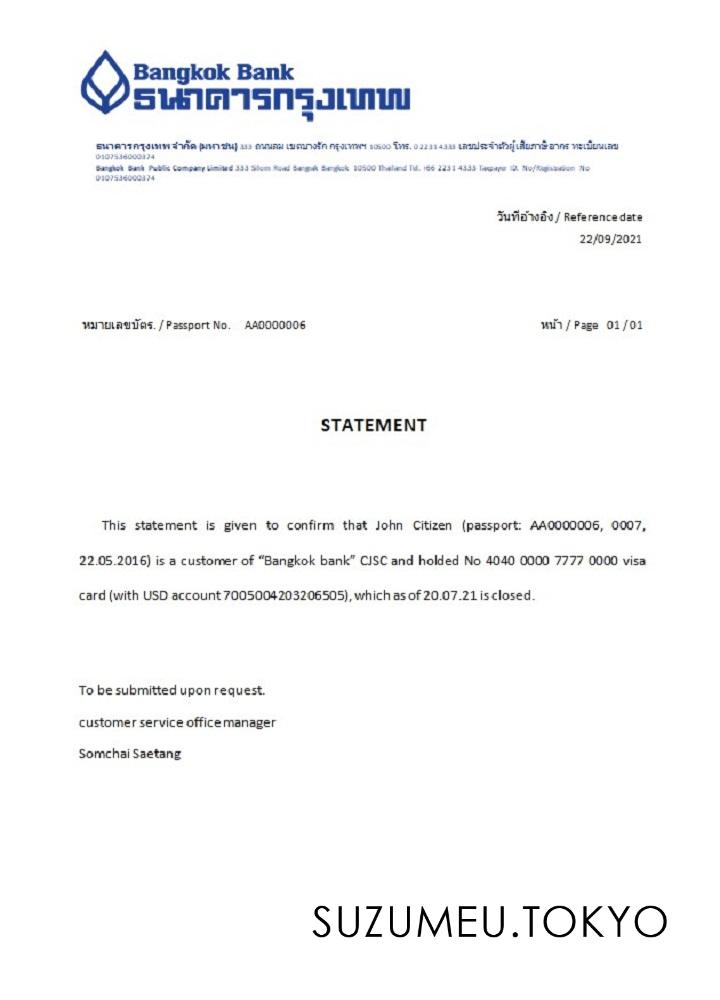 Bangkok Bank
ธนาคารกรุงเทพ
ธนาคารกรุงเทพ จำกัด (มหาชน) 333 ถนนสีลม เขตบางรัก กรุงเทพฯ 10500 โทร. 0 2231 4333 เลขประจำตัวผู้เสียภาษีอากร ทะเบียนเลข
0107536000374
Bangkok Bank Public Company Limited 333 Silom Road Bangrak Bangkok 10500 Thailand Tel. +66 2231 4333 Taxpayer ID. No/Registration No
0107536000374
วันที่อ้างอิง / Reference date
22/09/2021
หมายเลขบัตร. / Passport No. AA0000006
หน้า / Page 01 / 01
STATEMENT
This statement is given to confirm that John Citizen (passport: AA0000006, 0007,
22.05.2016) is a customer of “Bangkok bank” CJSC and holded No 4040 0000 7777 0000 visa
card (with USD account 7005004203206505), which as of 20.07.21 is closed.
To be submitted upon request.
customer service office manager
Somchai Saetang
SUZUMEU.TOKYO